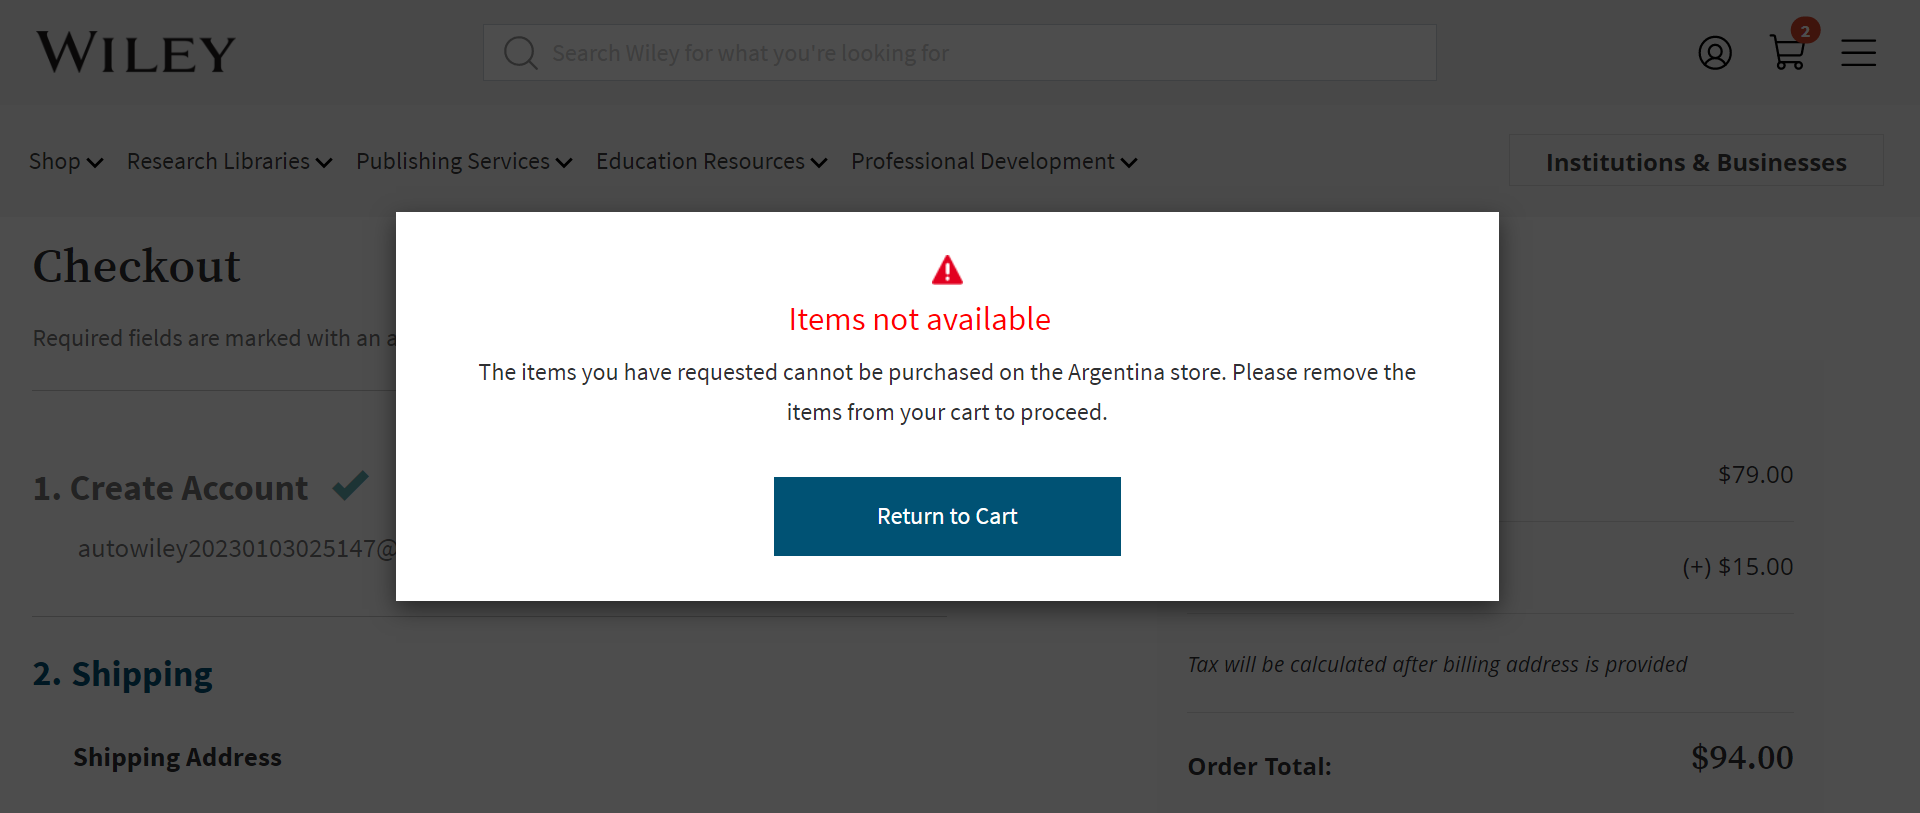 WILEY
Search Wiley for what you're looking for
2
Shop Research Libraries Publishing Services Education Resources Professional Development Institutions & Businesses
Checkout
Required fields are marked with an a
Items not available
The items you have requested cannot be purchased on the Argentina store. Please remove the
items from your cart to proceed.
Return to Cart
1. Create Account
autowiley20230103025147@
$79.00
(+) $15.00
2. Shipping
Tax will be calculated after billing address is provided
Shipping Address
Order Total: $94.00